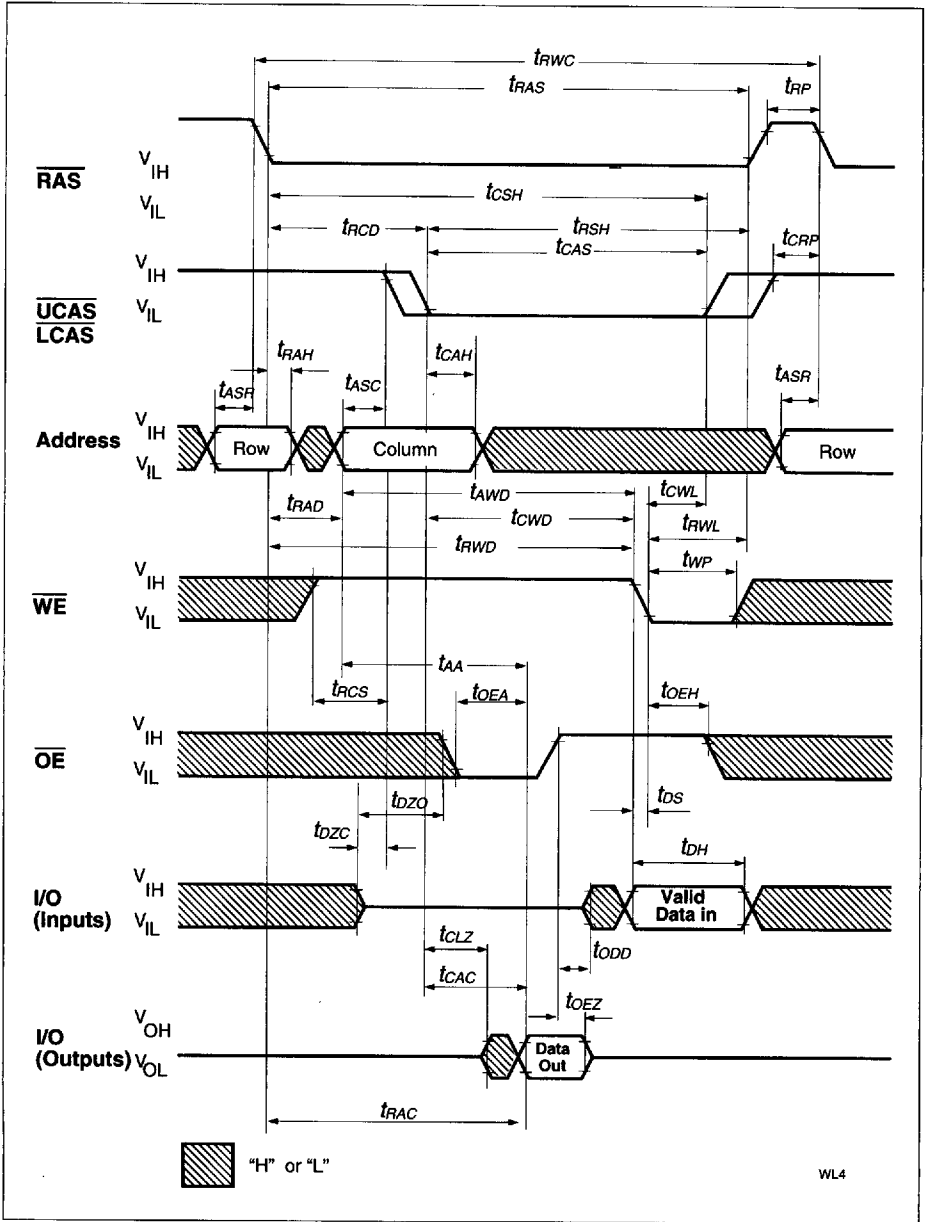 tRWC
tRAS
tRP
RAS
VIH
VIL
tCSH
tRCD
tRSH
tCAS
tCRP
UCAS
LCAS
VIH
VIL
tRAH
tASR
tASC
tCAH
tASR
Address
VIH
VIL
Row
Column
Row
tRAD
tAWD
tCWL
tCWD
tRWL
tRWD
tWP
WE
VIH
VIL
tAA
tRCS
tOEA
tOEH
OE
VIH
VIL
tDZO
tDS
tDZC
tDH
I/O
(Inputs)
VIH
VIL
Valid
Data in
tCLZ
tODD
tCAC
tOEZ
I/O
(Outputs)
VOH
VOL
Data
Out
tRAC
"H" or "L"
WL4